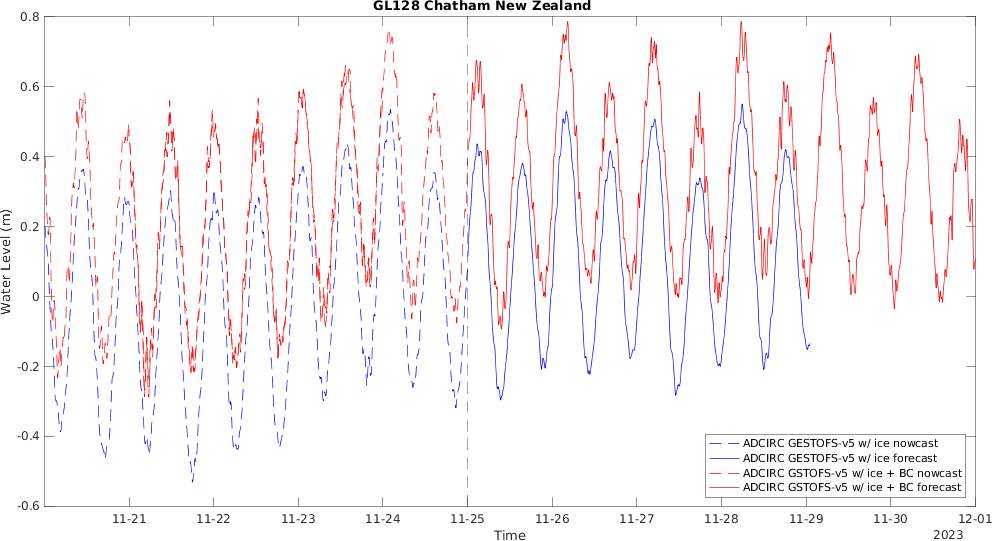 GL128 Chatham New Zealand
0.8
0.6
0.4
0.2
0
-0.2
-0.4
-0.6
Water Level (m)
11-21 11-22 11-23 11-24 11-25 11-26 11-27 11-28 11-29 11-30 12-01
Time
2023
ADCIRC GESTOFS-v5 w/ ice nowcast
ADCIRC GESTOFS-v5 w/ ice forecast
ADCIRC GSTOFS-v5 w/ ice + BC nowcast
ADCIRC GSTOFS-v5 w/ ice + BC forecast